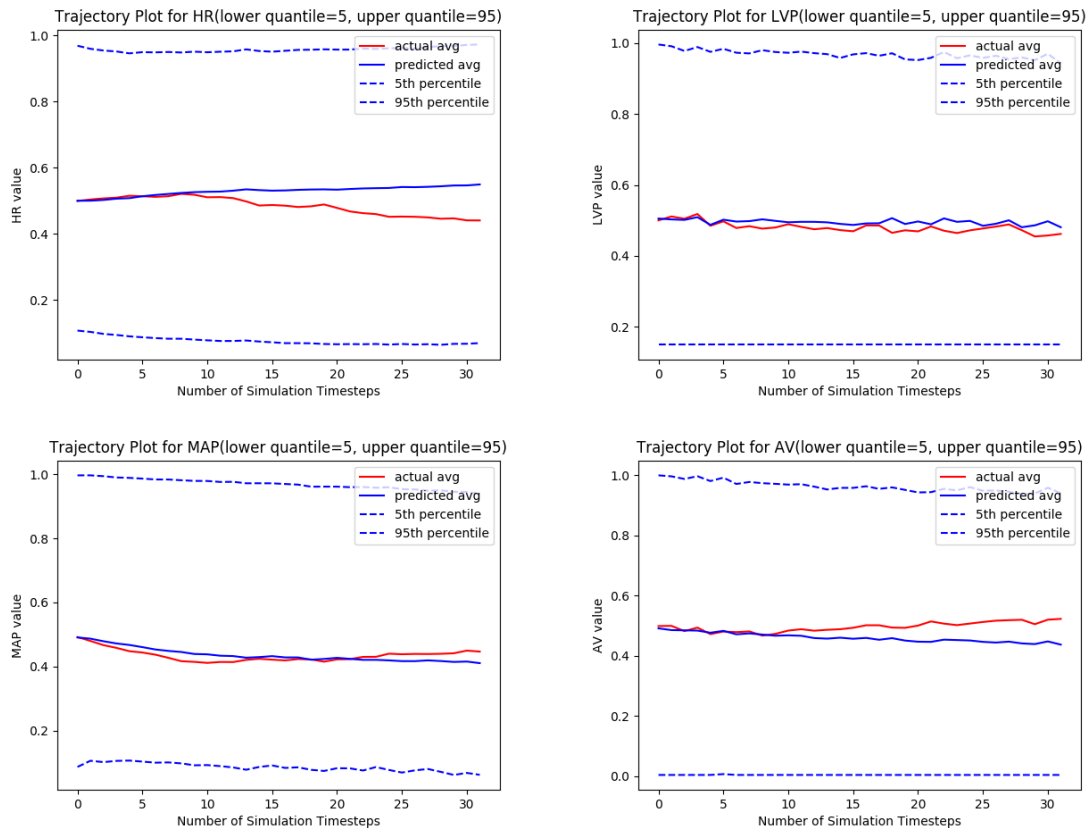 Trajectory Plot for HR(lower quantile=5, upper quantile=95)
1.0
0.8
0.6
0.4
0.2
HR value
actual avg
predicted avg
5th percentile
95th percentile
0 5 10 15 20 25 30
Number of Simulation Timesteps
Trajectory Plot for LVP(lower quantile=5, upper quantile=95)
1.0
0.8
0.6
0.4
0.2
LVP value
actual avg
predicted avg
5th percentile
95th percentile
0 5 10 15 20 25 30
Number of Simulation Timesteps
Trajectory Plot for MAP(lower quantile=5, upper quantile=95)
1.0
0.8
0.6
0.4
0.2
MAP value
actual avg
predicted avg
5th percentile
95th percentile
0 5 10 15 20 25 30
Number of Simulation Timesteps
Trajectory Plot for AV(lower quantile=5, upper quantile=95)
1.0
0.8
0.6
0.4
0.2
0.0
AV value
actual avg
predicted avg
5th percentile
95th percentile
0 5 10 15 20 25 30
Number of Simulation Timesteps